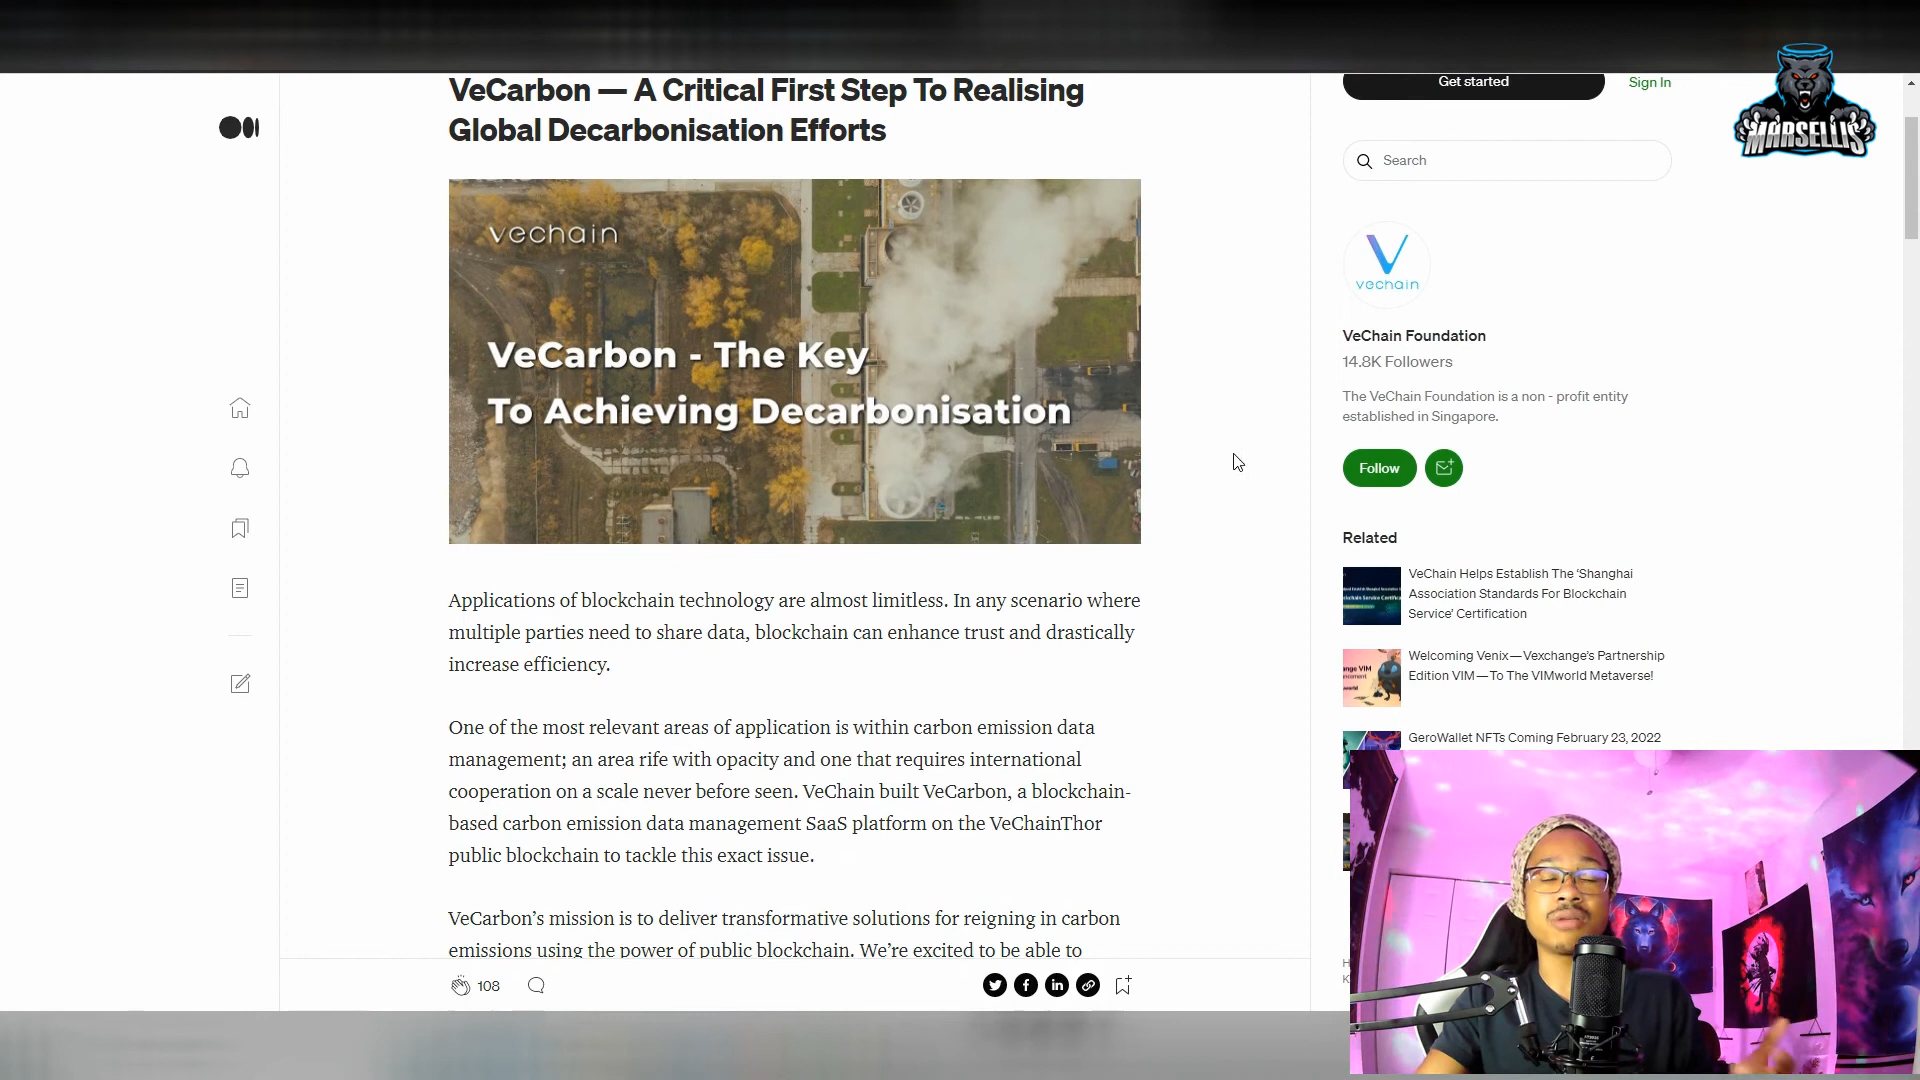 VeCarbon — A Critical First Step To Realising
Global Decarbonisation Efforts
vechain
VeCarbon - The Key
To Achieving Decarbonisation
Applications of blockchain technology are almost limitless. In any scenario where
multiple parties need to share data, blockchain can enhance trust and drastically
increase efficiency.
One of the most relevant areas of application is within carbon emission data
management; an area rife with opacity and one that requires international
cooperation on a scale never before seen. VeChain built VeCarbon, a blockchain-
based carbon emission data management SaaS platform on the VeChainThor
public blockchain to tackle this exact issue.
VeCarbon’s mission is to deliver transformative solutions for reigning in carbon
emissions using the power of public blockchain. We’re excited to be able to
108
Get started
Sign In
MARSELLIS
Search
vechain
VeChain Foundation
14.8K Followers
The VeChain Foundation is a non - profit entity
established in Singapore.
Follow
Related
VeChain Helps Establish The ‘Shanghai
Association Standards For Blockchain
Service’ Certification
Welcoming Venix — Vexchange’s Partnership
Edition VIM — To The VIMworld Metaverse!
GeroWallet NFTs Coming February 23, 2022